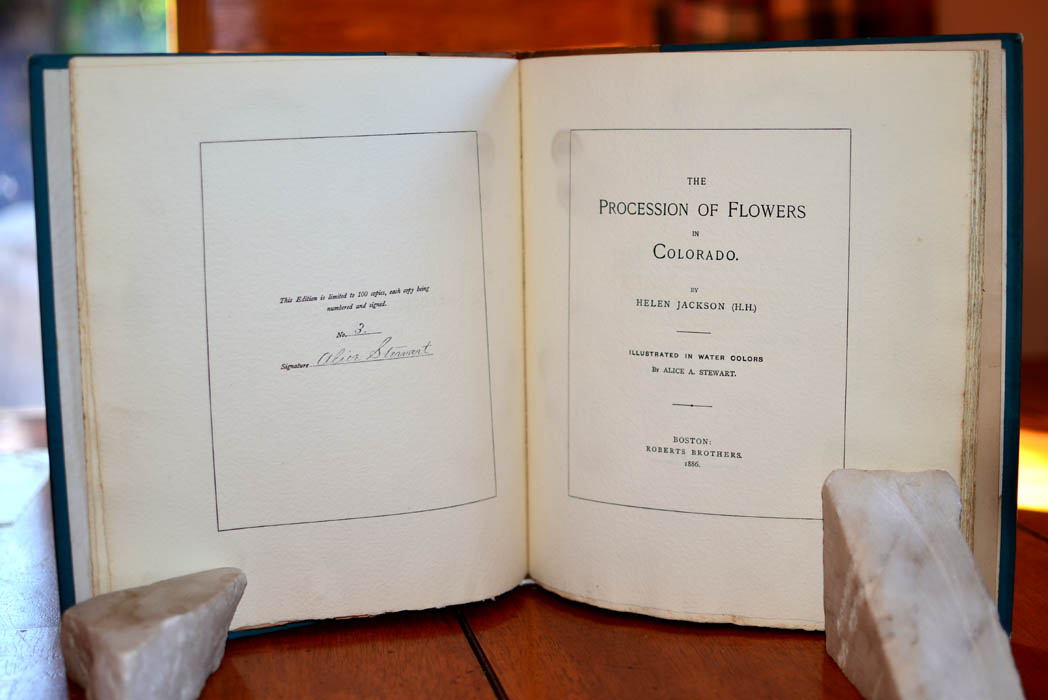 This Edition is limited to 100 copies, each copy being
numbered and signed.
No. 3.
Signature Alice Stewart
THE
PROCESSION OF FLOWERS
IN
COLORADO.
BY
HELEN JACKSON (H.H.)
ILLUSTRATED IN WATER COLORS
BY ALICE A. STEWART.
BOSTON:
ROBERTS BROTHERS.
1886.